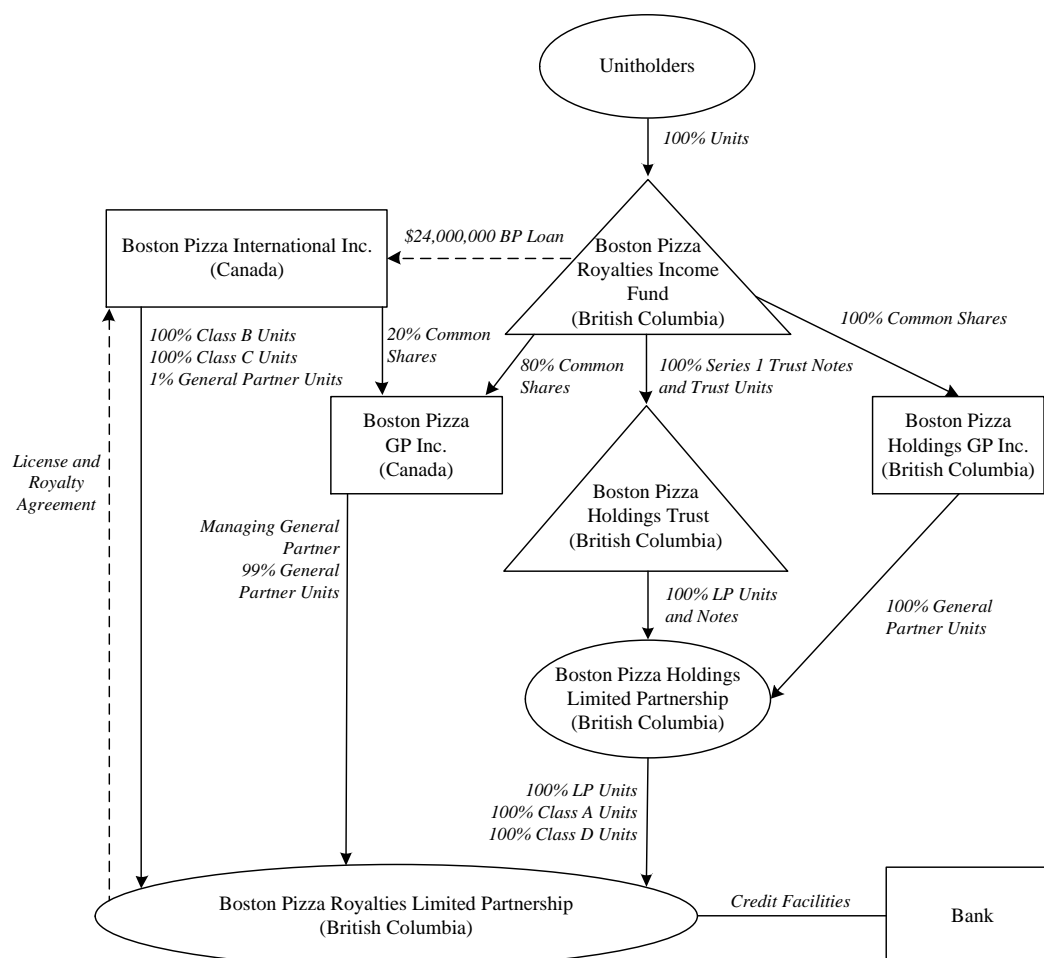 Unitholders
100% Units
Boston Pizza International Inc.
(Canada)
$24,000,000 BP Loan
Boston Pizza
Royalties Income
Fund
(British Columbia)
100% Common Shares
100% Class B Units
100% Class C Units
1% General Partner Units
20% Common
Shares
80% Common
Shares
100% Series 1 Trust Notes
and Trust Units
Boston Pizza
GP Inc.
(Canada)
Boston Pizza
Holdings GP Inc.
(British Columbia)
License and
Royalty
Agreement
Boston Pizza
Holdings Trust
(British Columbia)
Managing General
Partner
99% General
Partner Units
100% LP Units
and Notes
100% General
Partner Units
Boston Pizza Holdings
Limited Partnership
(British Columbia)
100% LP Units
100% Class A Units
100% Class D Units
Boston Pizza Royalties Limited Partnership
(British Columbia)
Credit Facilities
Bank